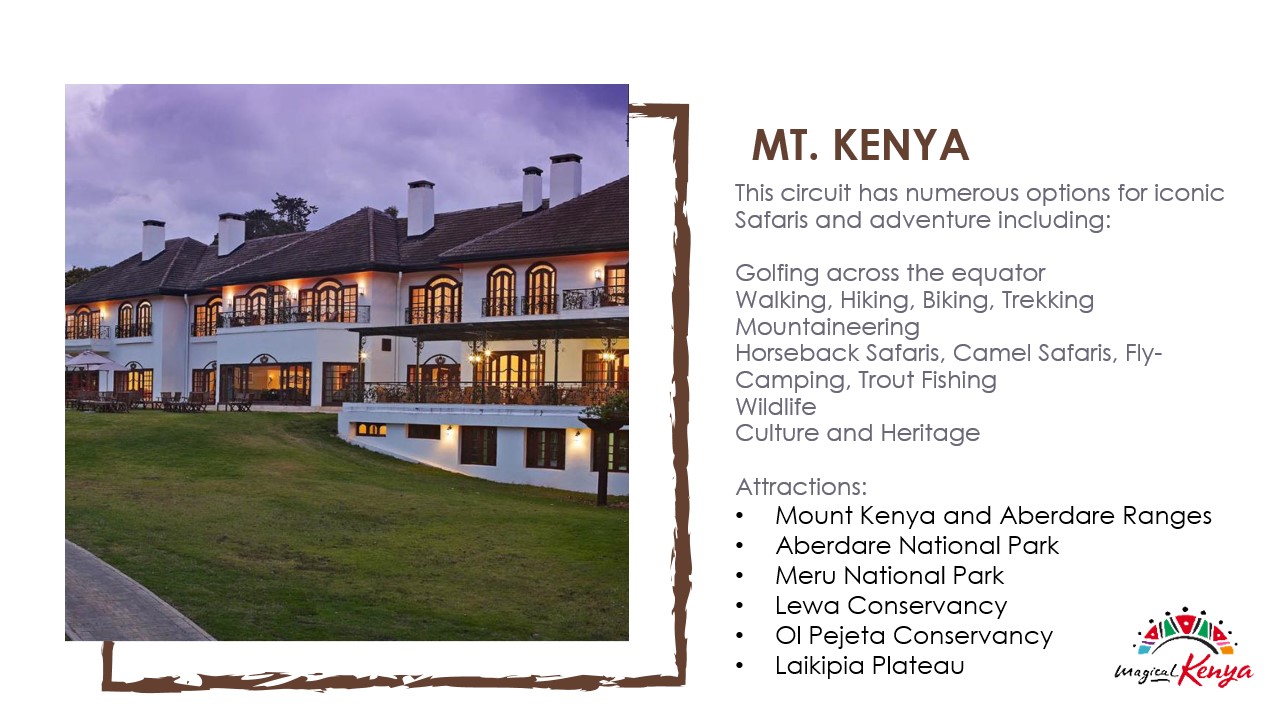 MT. KENYA
This circuit has numerous options for iconic
Safaris and adventure including:
Golfing across the equator
Walking, Hiking, Biking, Trekking
Mountaineering
Horseback Safaris, Camel Safaris, Fly-
Camping, Trout Fishing
Wildlife
Culture and Heritage
Attractions:
• Mount Kenya and Aberdare Ranges
• Aberdare National Park
• Meru National Park
• Lewa Conservancy
• Ol Pejeta Conservancy
• Laikipia Plateau
Magical Kenya